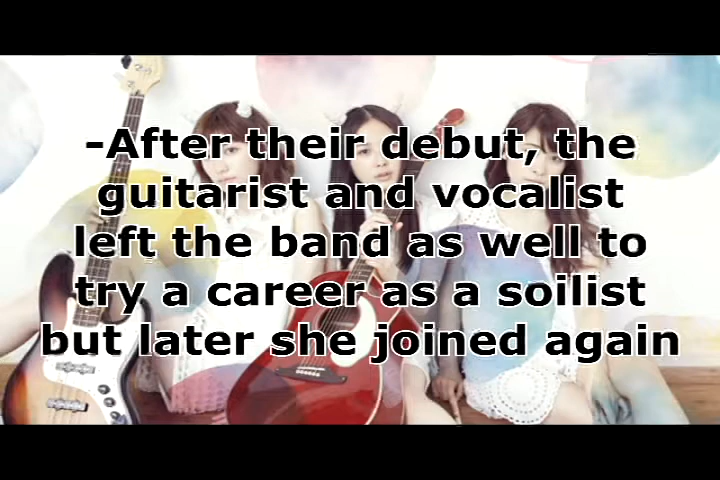 -After their debut, the
guitarist and vocalist
left the band as well to
try a career as a soilist
but later she joined again